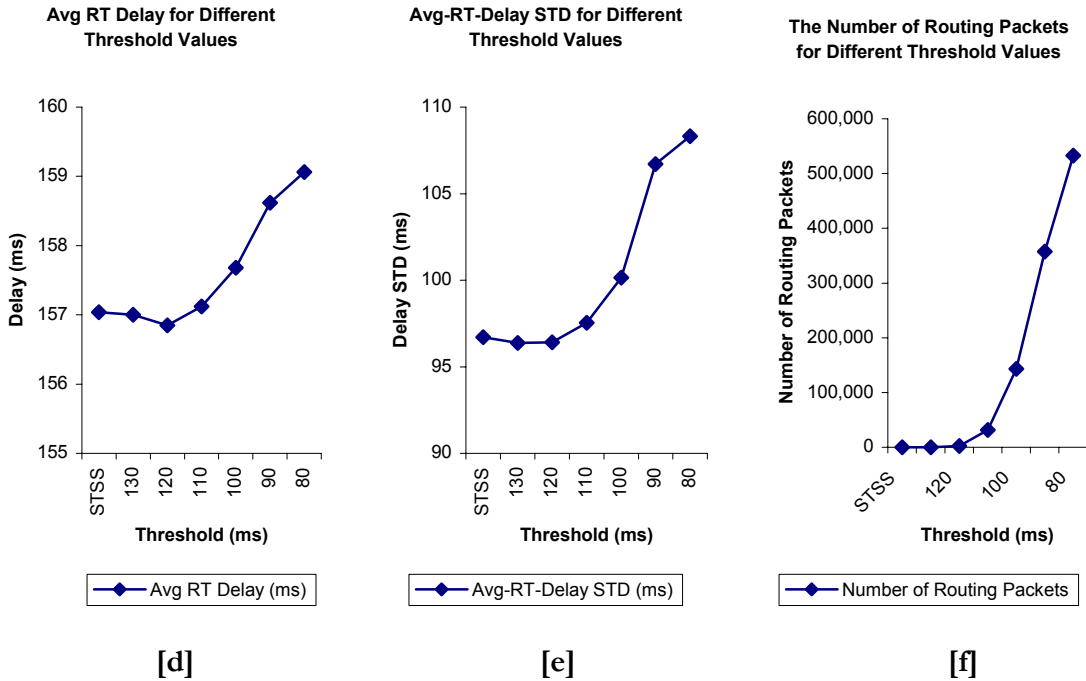 Avg RT Delay for Different
Threshold Values
160
159
158
157
156
155
Delay (ms)
STSS
130
120
110
100
90
80
Threshold (ms)
Avg RT Delay (ms)
[d]
Avg-RT-Delay STD for Different
Threshold Values
110
105
100
95
90
Delay STD (ms)
STSS
130
120
110
100
90
80
Threshold (ms)
Avg-RT-Delay STD (ms)
[e]
The Number of Routing Packets
for Different Threshold Values
600,000
500,000
400,000
300,000
200,000
100,000
0
Number of Routing Packets
STSS
120
100
80
Threshold (ms)
Number of Routing Packets
[f]